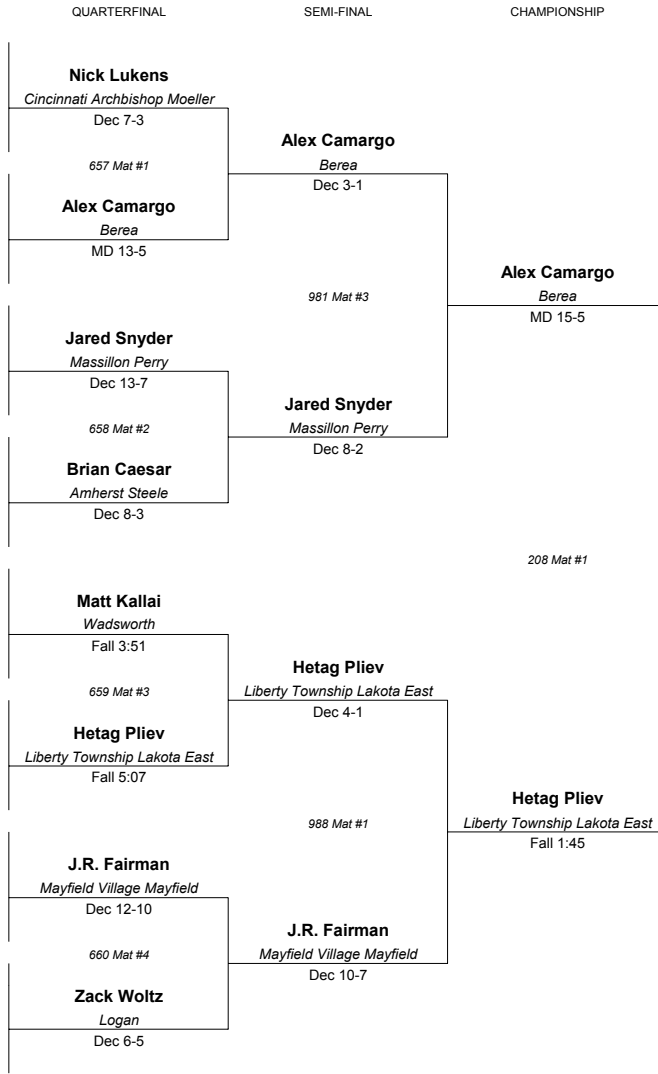 QUARTERFINAL SEMI-FINAL CHAMPIONSHIP
Nick Lukens
Cincinnati Archbishop Moeller
Dec 7-3
Alex Camargo
657 Mat #1
Berea
Dec 3-1
Alex Camargo
Berea
MD 13-5
Alex Camargo
981 Mat #3
Berea
MD 15-5
Jared Snyder
Massillon Perry
Dec 13-7
Jared Snyder
658 Mat #2
Massillon Perry
Dec 8-2
Brian Caesar
Amherst Steele
Dec 8-3
208 Mat #1
Matt Kallai
Wadsworth
Fall 3:51
Hetag Pliev
659 Mat #3
Liberty Township Lakota East
Dec 4-1
Hetag Pliev
Liberty Township Lakota East
Fall 5:07
Hetag Pliev
988 Mat #1
Liberty Township Lakota East
Fall 1:45
J.R. Fairman
Mayfield Village Mayfield
Dec 12-10
J.R. Fairman
660 Mat #4
Mayfield Village Mayfield
Dec 10-7
Zack Woltz
Logan
Dec 6-5